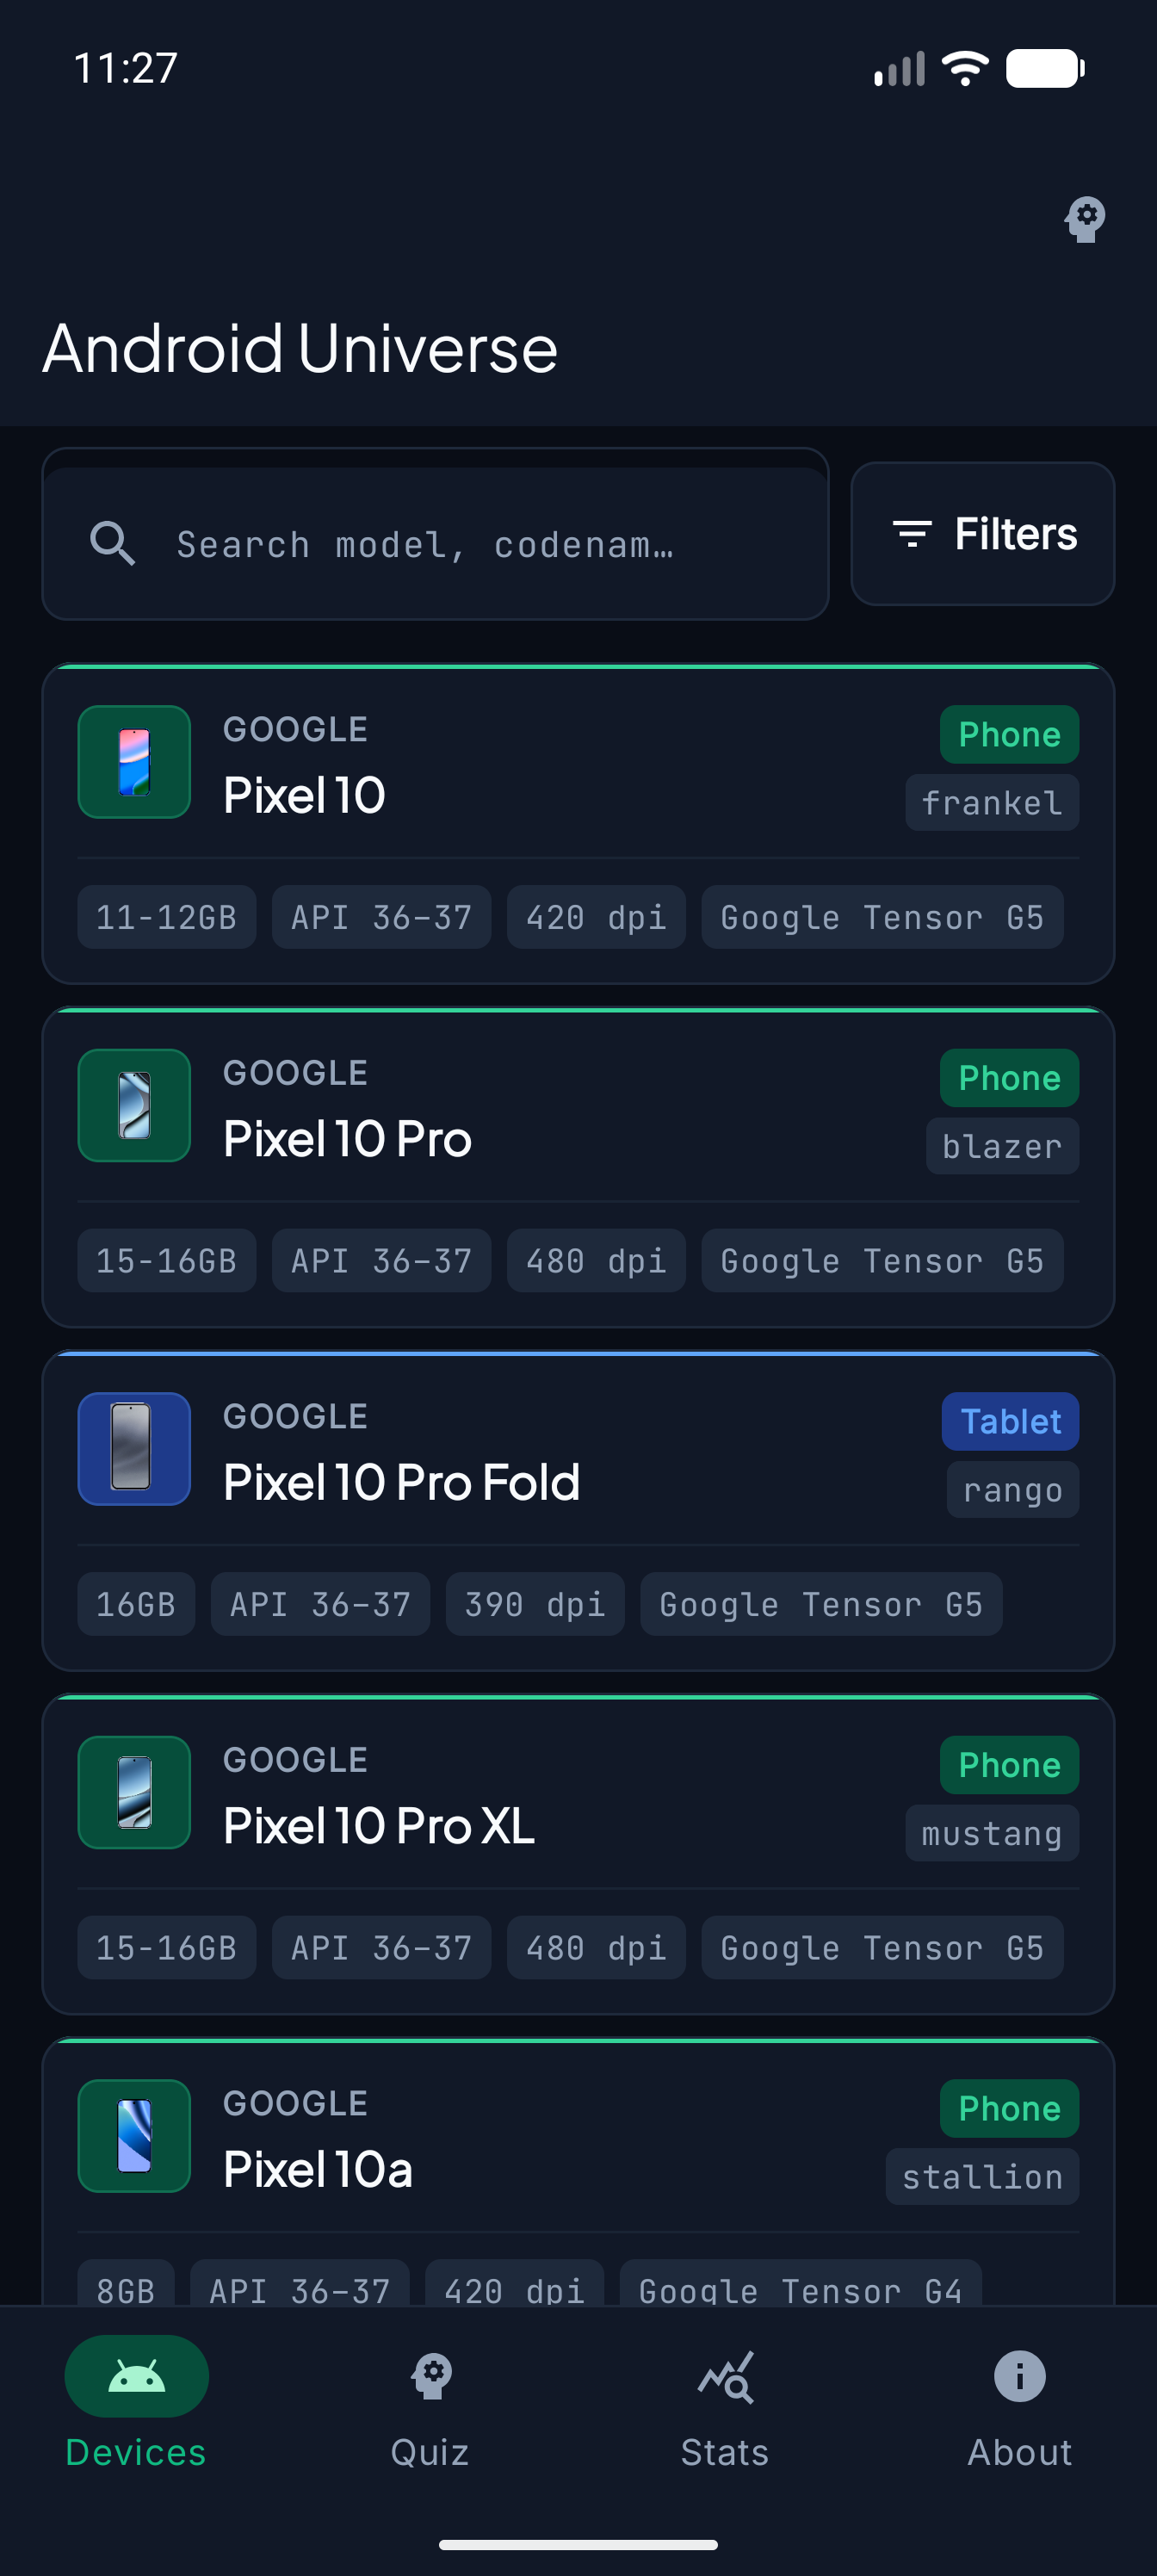 11:27
Android Universe
Search model, codenam…
Filters
GOOGLE
Phone
Pixel 10
frankel
11-12GB API 36–37 420 dpi Google Tensor G5
GOOGLE
Phone
Pixel 10 Pro
blazer
15-16GB API 36–37 480 dpi Google Tensor G5
GOOGLE
Tablet
Pixel 10 Pro Fold
rango
16GB API 36–37 390 dpi Google Tensor G5
GOOGLE
Phone
Pixel 10 Pro XL
mustang
15-16GB API 36–37 480 dpi Google Tensor G5
GOOGLE
Phone
Pixel 10a
stallion
8GB API 36–37 420 dpi Google Tensor G4
Devices Quiz Stats About